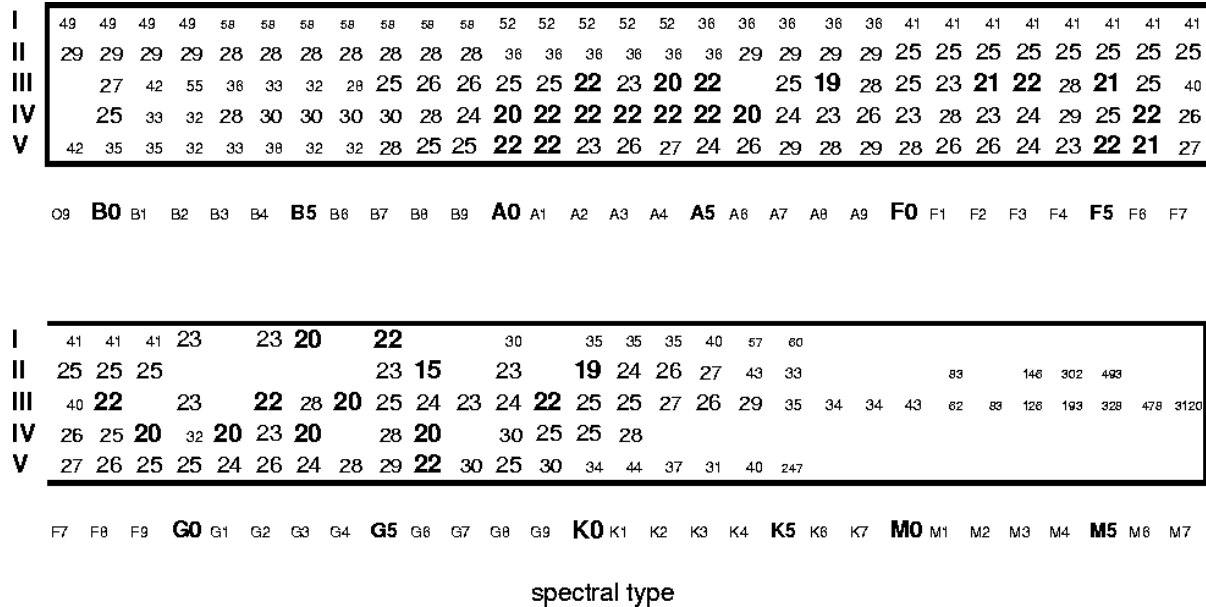 I 49 49 49 49 58 58 58 58 58 58 58 52 52 52 52 52 36 36 36 36 36 41 41 41 41 41 41 41 41
II 29 29 29 29 28 28 28 28 28 28 28 36 36 36 36 36 36 29 29 29 29 25 25 25 25 25 25 25 25
III 27 42 55 36 33 32 28 25 26 26 25 25 22 23 20 22 25 19 28 25 23 21 22 28 21 25 40
IV 25 33 32 28 30 30 30 30 28 24 20 22 22 22 22 22 20 24 23 26 23 28 23 24 29 25 22 26
V 42 35 35 32 33 38 32 32 28 25 25 22 22 23 26 27 24 26 29 28 29 28 26 26 24 23 22 21 27
O9 B0 B1 B2 B3 B4 B5 B6 B7 B8 B9 A0 A1 A2 A3 A4 A5 A6 A7 A8 A9 F0 F1 F2 F3 F4 F5 F6 F7
I 41 41 41 23 23 20 22 30 35 35 35 40 57 60
II 25 25 25 23 15 23 19 24 26 27 43 33 83 146 302 493
III 40 22 23 22 28 20 25 24 23 24 22 25 25 27 26 29 35 34 34 43 62 83 126 193 328 478 3120
IV 26 25 20 32 20 23 20 28 20 30 25 25 28
V 27 26 25 25 24 26 24 28 29 22 30 25 30 34 44 37 31 40 247
F7 F8 F9 G0 G1 G2 G3 G4 G5 G6 G7 G8 G9 K0 K1 K2 K3 K4 K5 K6 K7 M0 M1 M2 M3 M4 M5 M6 M7
spectral type